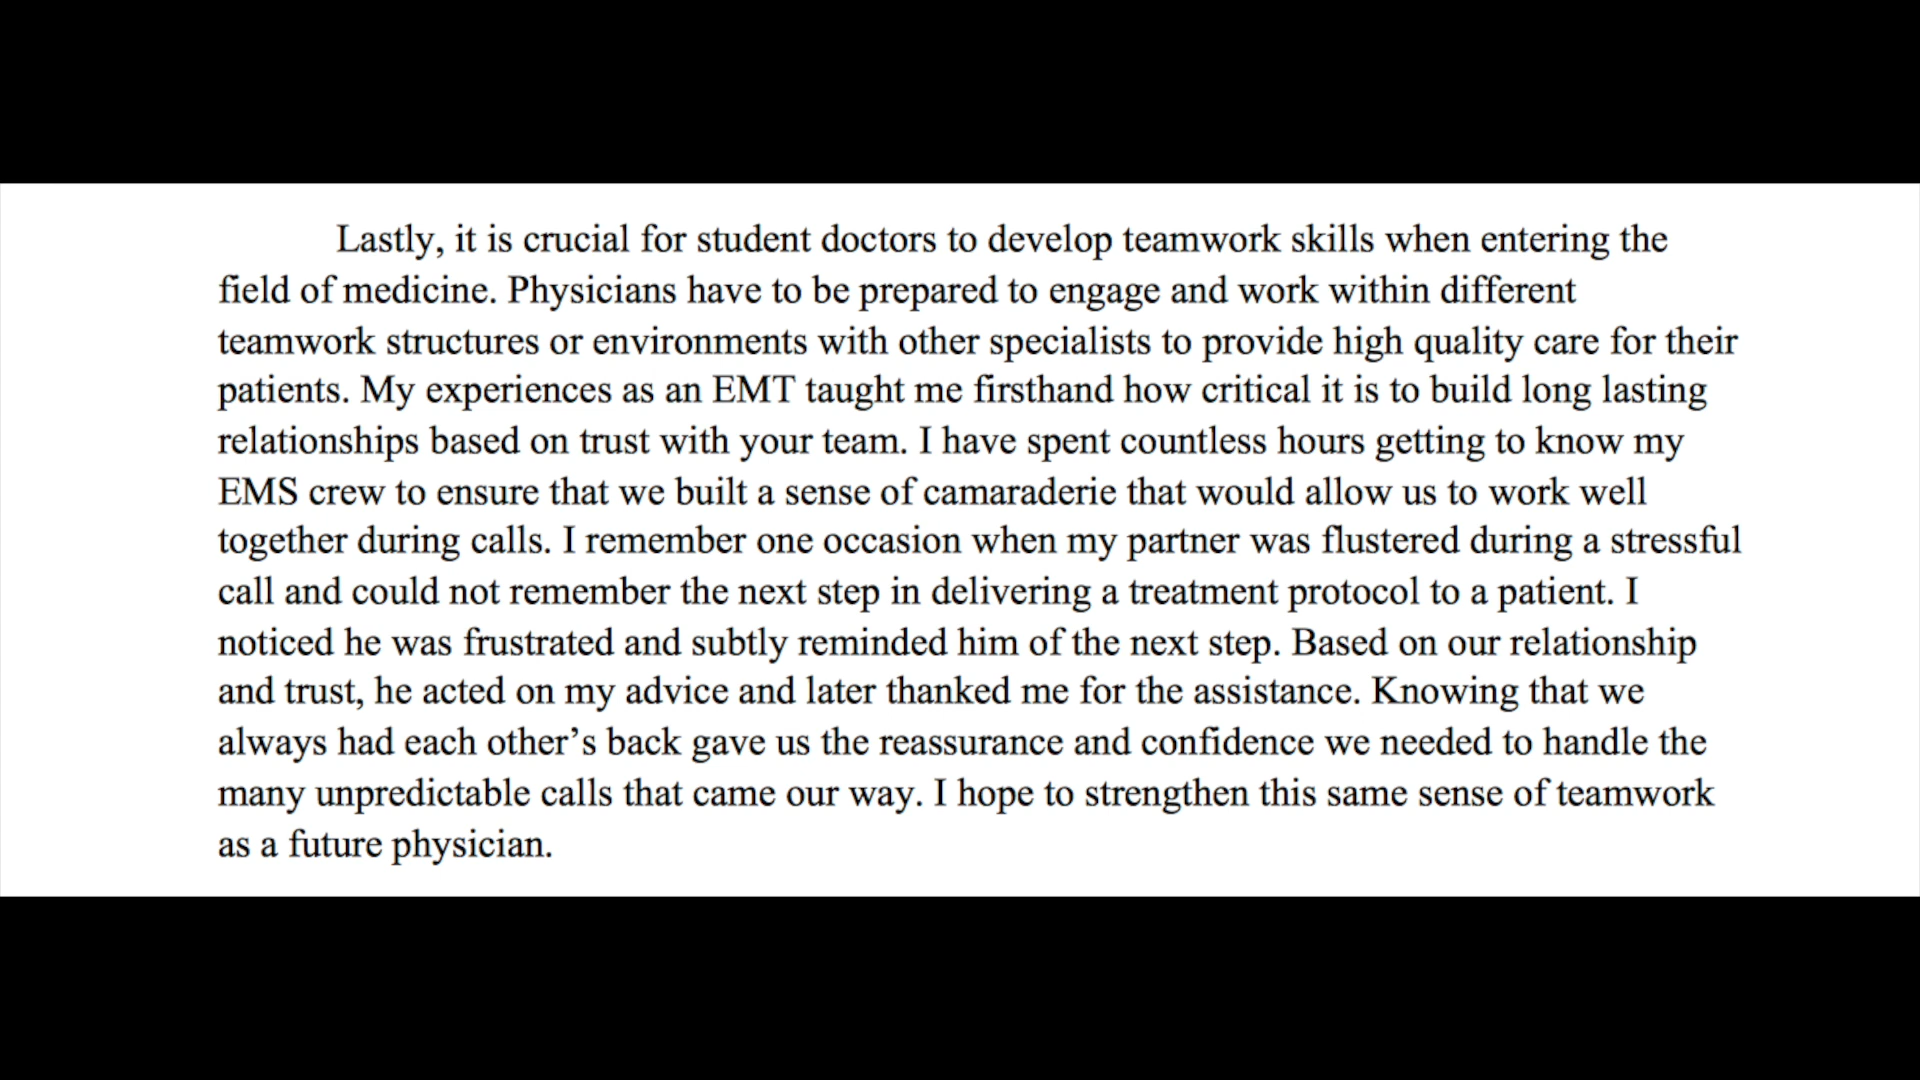 Lastly, it is crucial for student doctors to develop teamwork skills when entering the
field of medicine. Physicians have to be prepared to engage and work within different
teamwork structures or environments with other specialists to provide high quality care for their
patients. My experiences as an EMT taught me firsthand how critical it is to build long lasting
relationships based on trust with your team. I have spent countless hours getting to know my
EMS crew to ensure that we built a sense of camaraderie that would allow us to work well
together during calls. I remember one occasion when my partner was flustered during a stressful
call and could not remember the next step in delivering a treatment protocol to a patient. I
noticed he was frustrated and subtly reminded him of the next step. Based on our relationship
and trust, he acted on my advice and later thanked me for the assistance. Knowing that we
always had each other’s back gave us the reassurance and confidence we needed to handle the
many unpredictable calls that came our way. I hope to strengthen this same sense of teamwork
as a future physician.